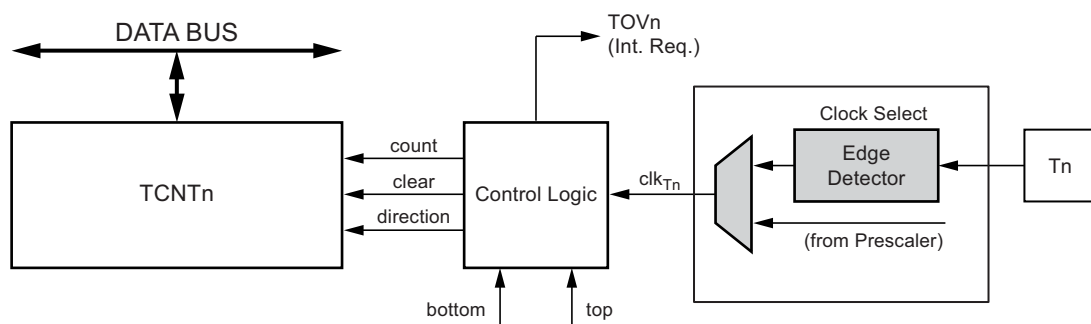 DATA BUS
TOVn
(Int. Req.)
TCNTn
count
clear
direction
Control Logic
clkTn
Clock Select
Edge
Detector
Tn
(from Prescaler)
bottom
top